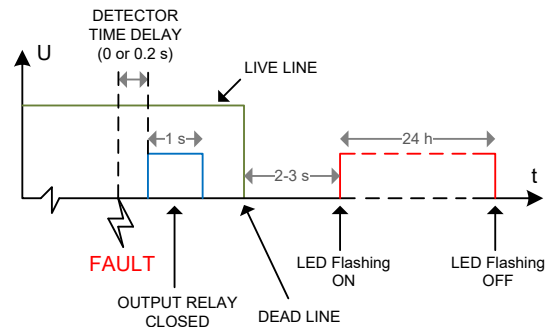 DETECTOR
TIME DELAY
(0 or 0.2 s)
U
LIVE LINE
1 s
24 h
2-3 s
t
FAULT
LED Flashing
ON
LED Flashing
OFF
OUTPUT RELAY
CLOSED
DEAD LINE